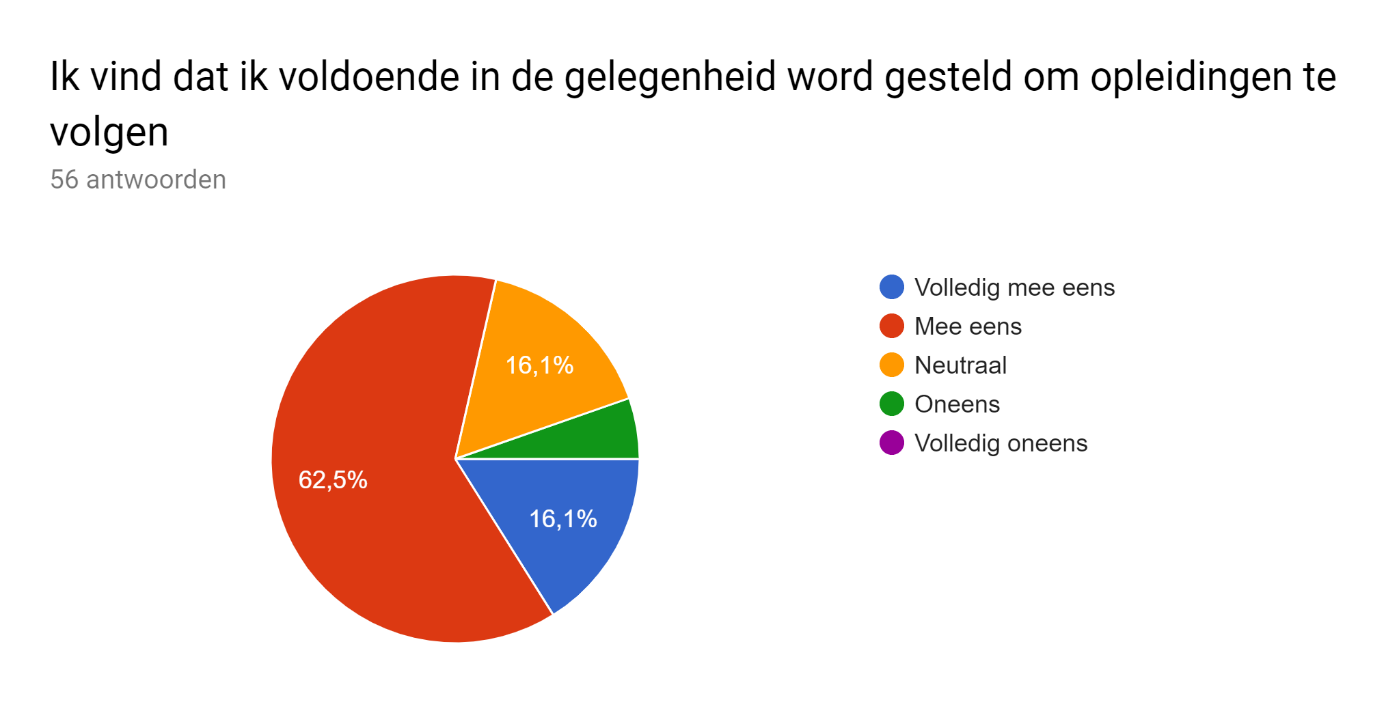 Ik vind dat ik voldoende in de gelegenheid word gesteld om opleidingen te
volgen
56 antwoorden
Volledig mee eens
Mee eens
Neutraal
Oneens
Volledig oneens
16,1%
62,5%
16,1%